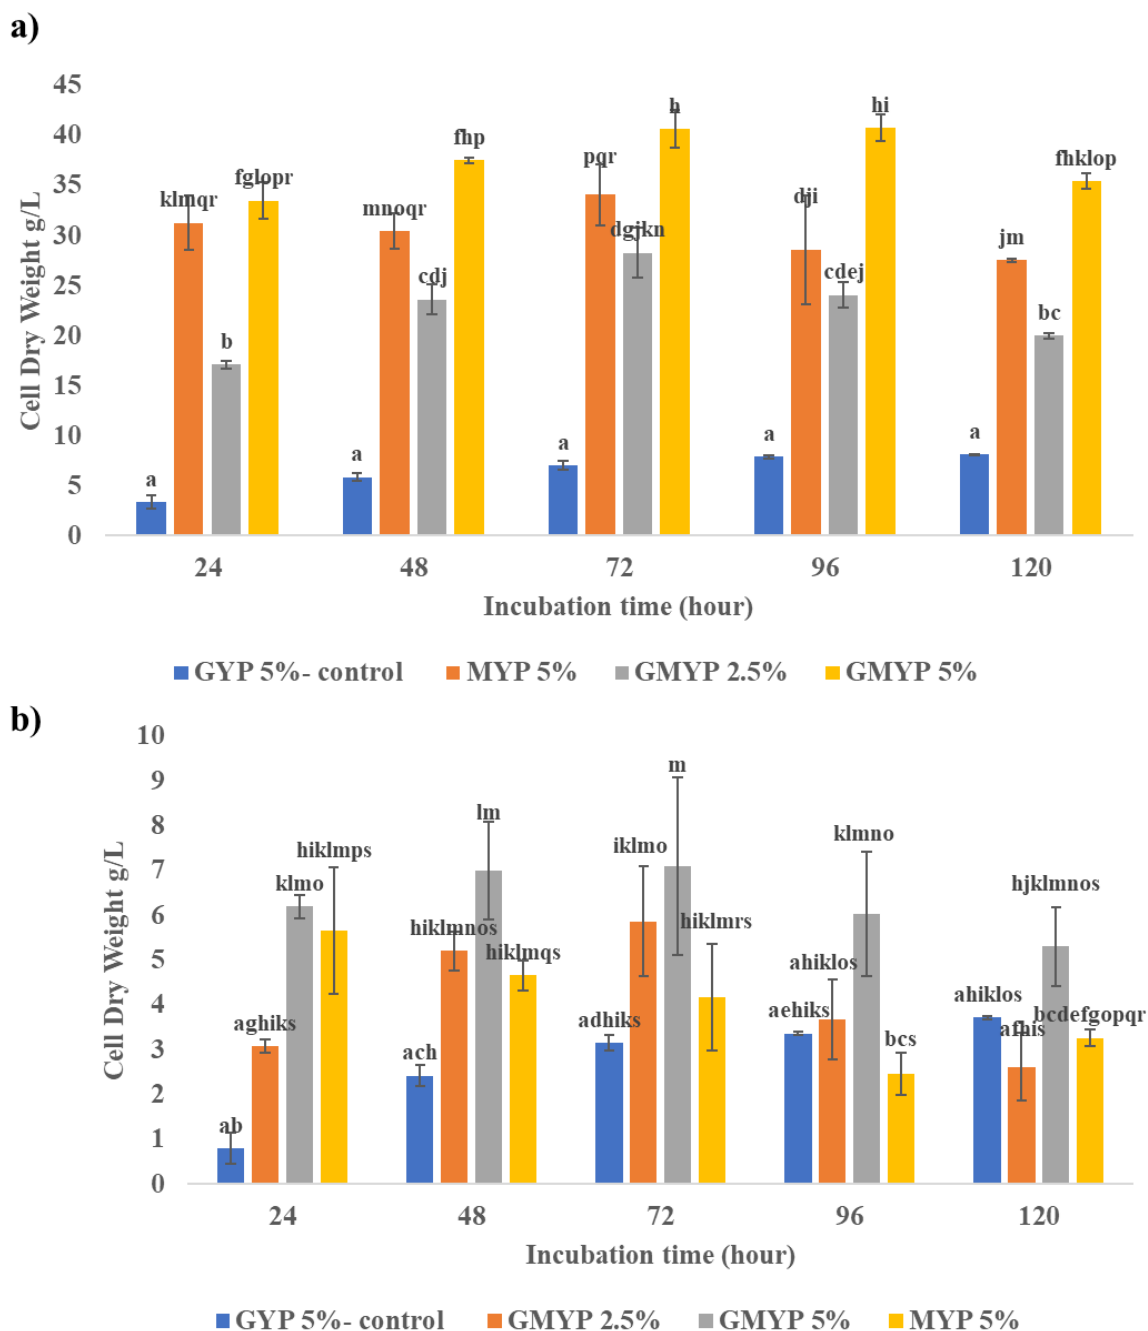 a)
45
40
35
30
25
20
15
10
5
0
Cell Dry Weight g/L
a klmqr b fglopr
a mnoqr cdj fhp
a pqr dgjkn h
a dji cdej hi
a jm bc fhklop
24 48 72 96 120
Incubation time (hour)
GYP 5%- control MYP 5% GMYP 2.5% GMYP 5%
b)
10
9
8
7
6
5
4
3
2
1
0
Cell Dry Weight g/L
ab aghiks klmo hiklmps
ach hiklmnos lm hiklmqs
adhiks iklmo m hiklmrs
aehiks ahiklos klmno bcs
ahiklos afhis hjklmnos bcdefgopqr
24 48 72 96 120
Incubation time (hour)
GYP 5%- control GMYP 2.5% GMYP 5% MYP 5%